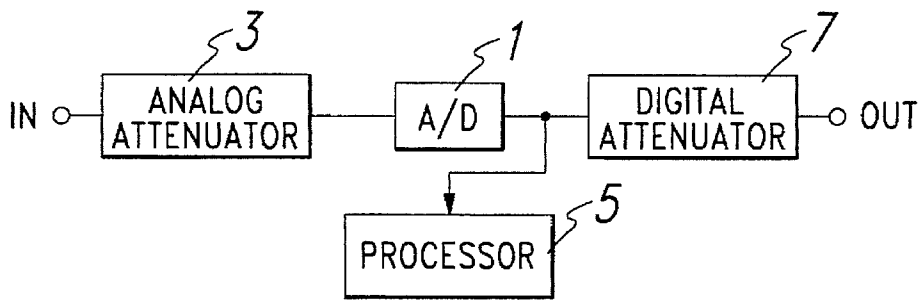 3
1
7
IN
ANALOG
ATTENUATOR
A/D
DIGITAL
ATTENUATOR
OUT
5
PROCESSOR